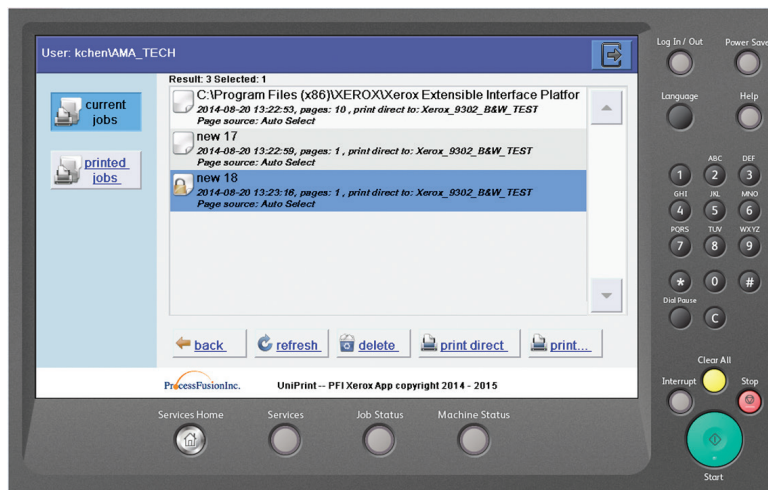 User: kchen\AMA_TECH
Result: 3 Selected: 1
current
jobs
printed
jobs
C:\Program Files (x86)\XEROX\Xerox Extensible Interface Platfor
2014-08-20 13:22:53, pages: 10 , print direct to: Xerox_9302_B&W_TEST
Page source: Auto Select
new 17
2014-08-20 13:22:59, pages: 1 , print direct to: Xerox_9302_B&W_TEST
Page source: Auto Select
new 18
2014-08-20 13:23:16, pages: 1 , print direct to: Xerox_9302_B&W_TEST
Page source: Auto Select
back refresh delete print direct print...
ProcessFusionInc. UniPrint -- PFI Xerox App copyright 2014 - 2015
Services Home Services Job Status Machine Status
Log In / Out Power Save
Language Help
ABC DEF
1 2 3
GHI JKL MNO
4 5 6
PQRS TUV WXYZ
7 8 9
* 0 #
Dial Pause
C
Clear All
Interrupt Stop
Start